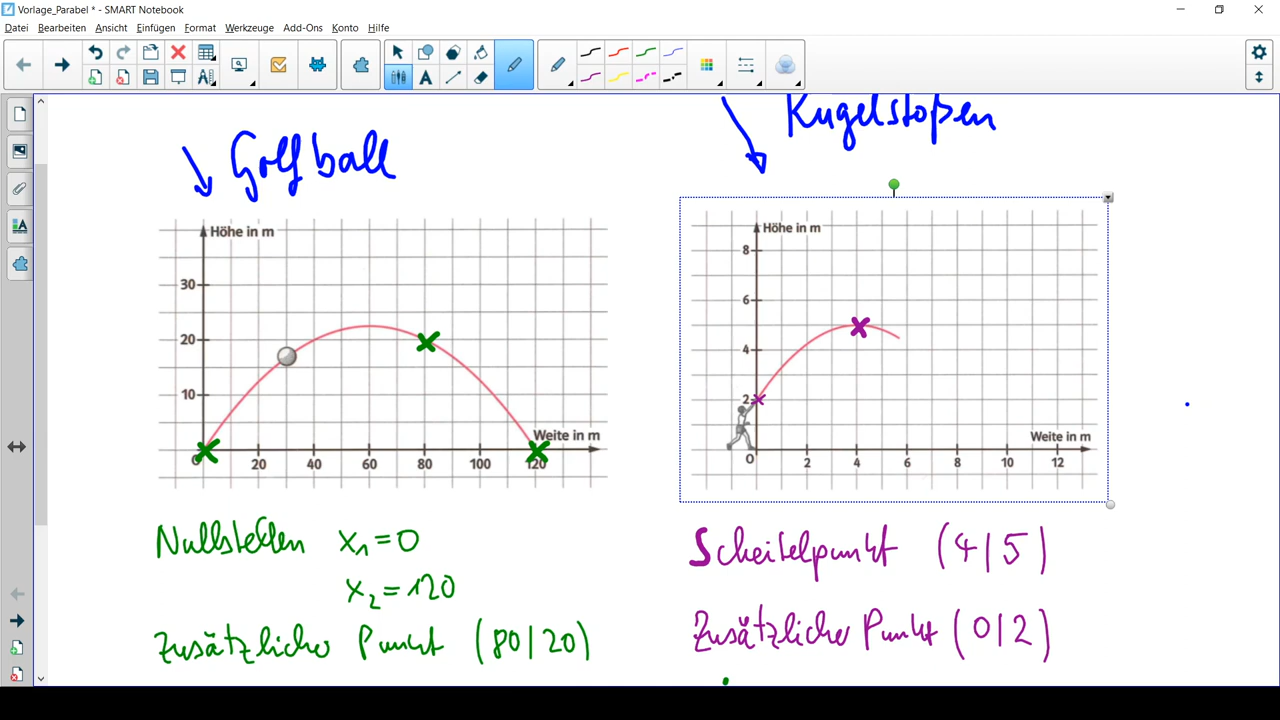 Vorlage_Parabel * - SMART Notebook
Datei Bearbeiten Ansicht Einfügen Format Werkzeuge Add-Ons Konto Hilfe
Golfball
Kugelstoßen
Höhe in m
30
20
10
0 20 40 60 80 100 120
Weite in m
Höhe in m
8
6
4
2
0 2 4 6 8 10 12
Weite in m
Nullstellen x₁ = 0
x₂ = 120
Zusätzlicher Punkt (80|20)
Scheitelpunkt (4|5)
Zusätzlicher Punkt (0|2)